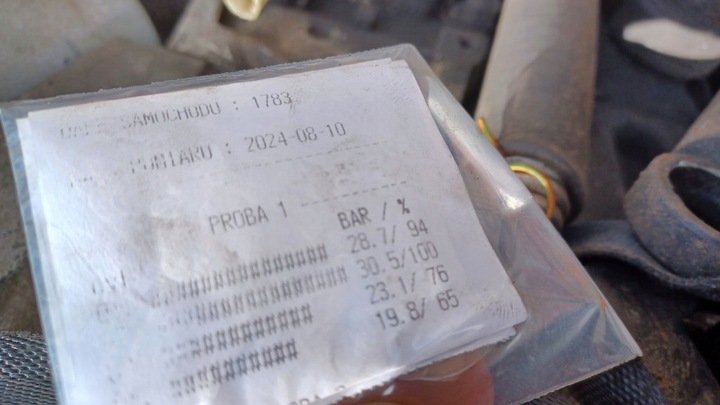 SAMOCHODU : 1783
POMIARU : 2024-08-10
PROBA 1 ------------
BAR / %
############### 28.7/ 94
################ 30.5/100
############ 23.1/ 76
########## 19.8/ 65